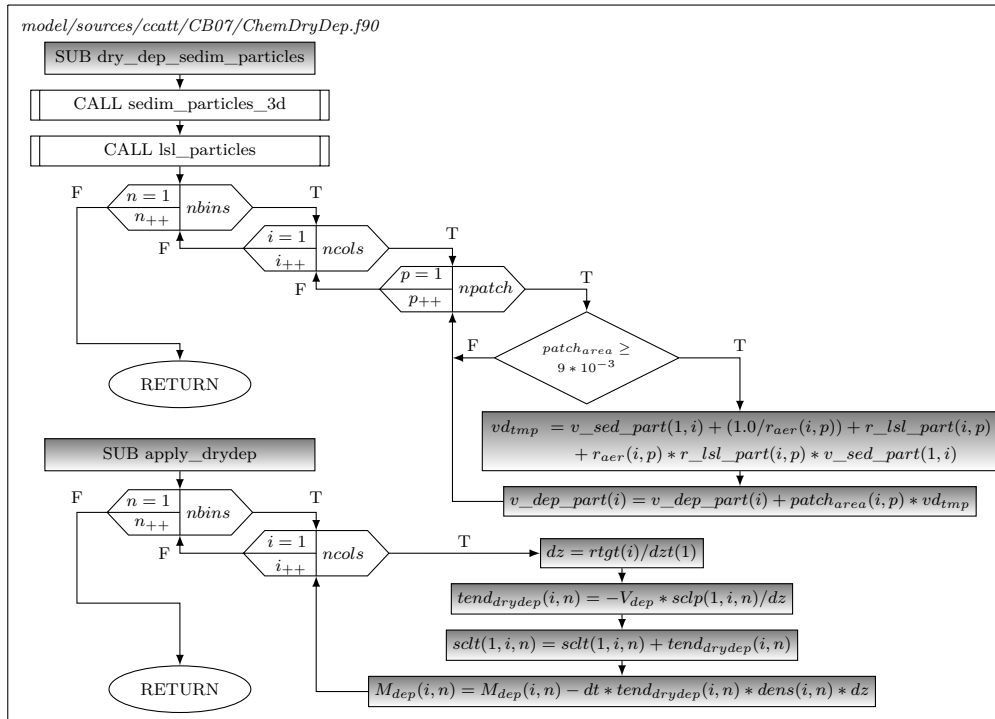 model/sources/ccatt/CB07/ChemDryDep.f90
SUB dry_dep_sedim_particles
CALL sedim_particles_3d
CALL lsl_particles
F
n = 1
n++
nbins
T
F
i = 1
i++
ncols
T
F
p = 1
p++
npatch
T
F
patch_area ≥
9 * 10^{-3}
T
RETURN
vd_tmp = v_sed_part(1, i) + (1.0/r_aer(i, p)) + r_lsl_part(i, p)
+ r_aer(i, p) * r_lsl_part(i, p) * v_sed_part(1, i)
v_dep_part(i) = v_dep_part(i) + patch_area(i, p) * vd_tmp
SUB apply_drydep
F
n = 1
n++
nbins
T
F
i = 1
i++
ncols
T
dz = rtgt(i)/dzt(1)
tend_drydep(i, n) = −V_dep * sclp(1, i, n)/dz
sclt(1, i, n) = sclt(1, i, n) + tend_drydep(i, n)
M_dep(i, n) = M_dep(i, n) − dt * tend_drydep(i, n) * dens(i, n) * dz
RETURN